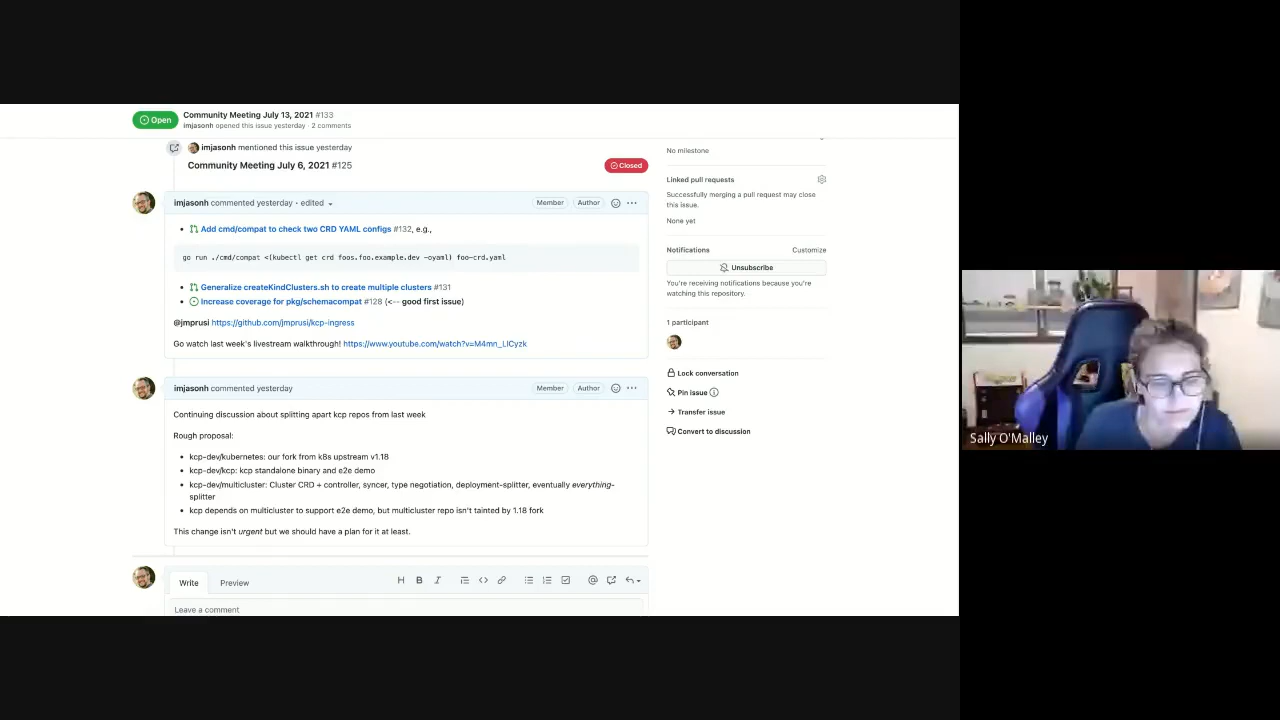 Open
Community Meeting July 13, 2021 #133
imjasonh opened this issue yesterday · 2 comments
imjasonh mentioned this issue yesterday
Community Meeting July 6, 2021 #125
Closed
imjasonh commented yesterday · edited
Member
Author
Add cmd/compat to check two CRD YAML configs #132, e.g.,
go run ./cmd/compat <(kubectl get crd foos.foo.example.dev -oyaml) foo-crd.yaml
Generalize createKindClusters.sh to create multiple clusters #131
Increase coverage for pkg/schemacompat #128 (<-- good first issue)
@jmprusi https://github.com/jmprusi/kcp-ingress
Go watch last week's livestream walkthrough! https://www.youtube.com/watch?v=M4mn_LlCyzk
imjasonh commented yesterday
Member
Author
Continuing discussion about splitting apart kcp repos from last week
Rough proposal:
kcp-dev/kubernetes: our fork from k8s upstream v1.18
kcp-dev/kcp: kcp standalone binary and e2e demo
kcp-dev/multicluster: Cluster CRD + controller, syncer, type negotiation, deployment-splitter, eventually everything-
splitter
kcp depends on multicluster to support e2e demo, but multicluster repo isn't tainted by 1.18 fork
This change isn't urgent but we should have a plan for it at least.
Write
Preview
Leave a comment
No milestone
Linked pull requests
Successfully merging a pull request may close
this issue.
None yet
Notifications
Customize
Unsubscribe
You're receiving notifications because you're
watching this repository.
1 participant
Lock conversation
Pin issue
Transfer issue
Convert to discussion
Sally O'Malley